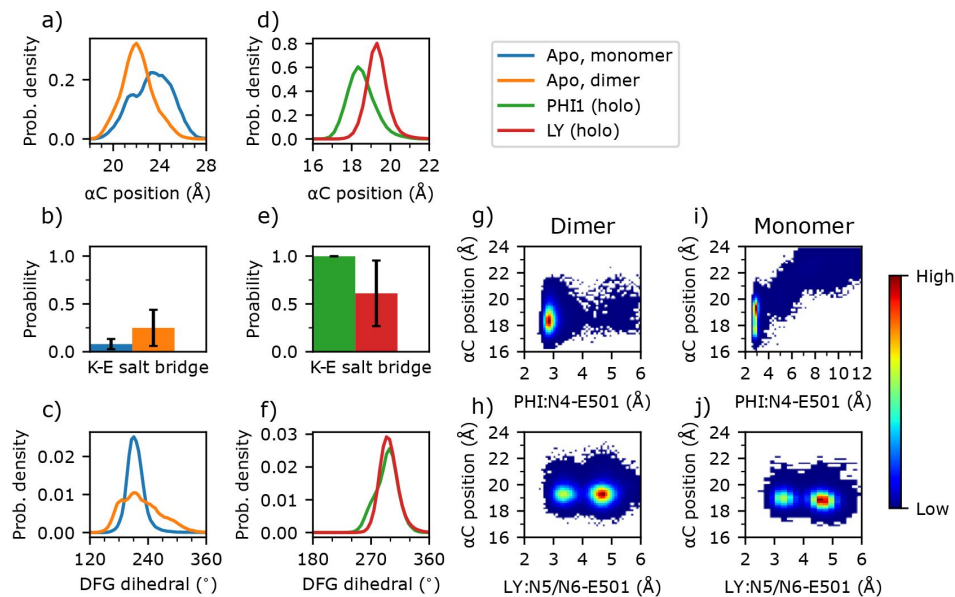 a)
Prob. density
0.2
0.0
20
24
28
αC position (Å)
d)
Prob. density
0.8
0.6
0.4
0.2
0.0
16
18
20
22
αC position (Å)
Apo, monomer
Apo, dimer
PHI1 (holo)
LY (holo)
b)
Proability
1.0
0.5
0.0
K-E salt bridge
e)
Proability
1.0
0.5
0.0
K-E salt bridge
c)
Prob. density
0.02
0.01
0.00
120
240
360
DFG dihedral (°)
f)
Prob. density
0.03
0.02
0.01
0.00
180
270
360
DFG dihedral (°)
g)
Dimer
αC position (Å)
24
22
20
18
16
2
3
4
5
6
PHI:N4-E501 (Å)
i)
Monomer
αC position (Å)
24
22
20
18
16
2
4
6
8
10
12
PHI:N4-E501 (Å)
h)
αC position (Å)
24
22
20
18
16
2
3
4
5
6
LY:N5/N6-E501 (Å)
j)
αC position (Å)
24
22
20
18
16
2
3
4
5
6
LY:N5/N6-E501 (Å)
High
Low